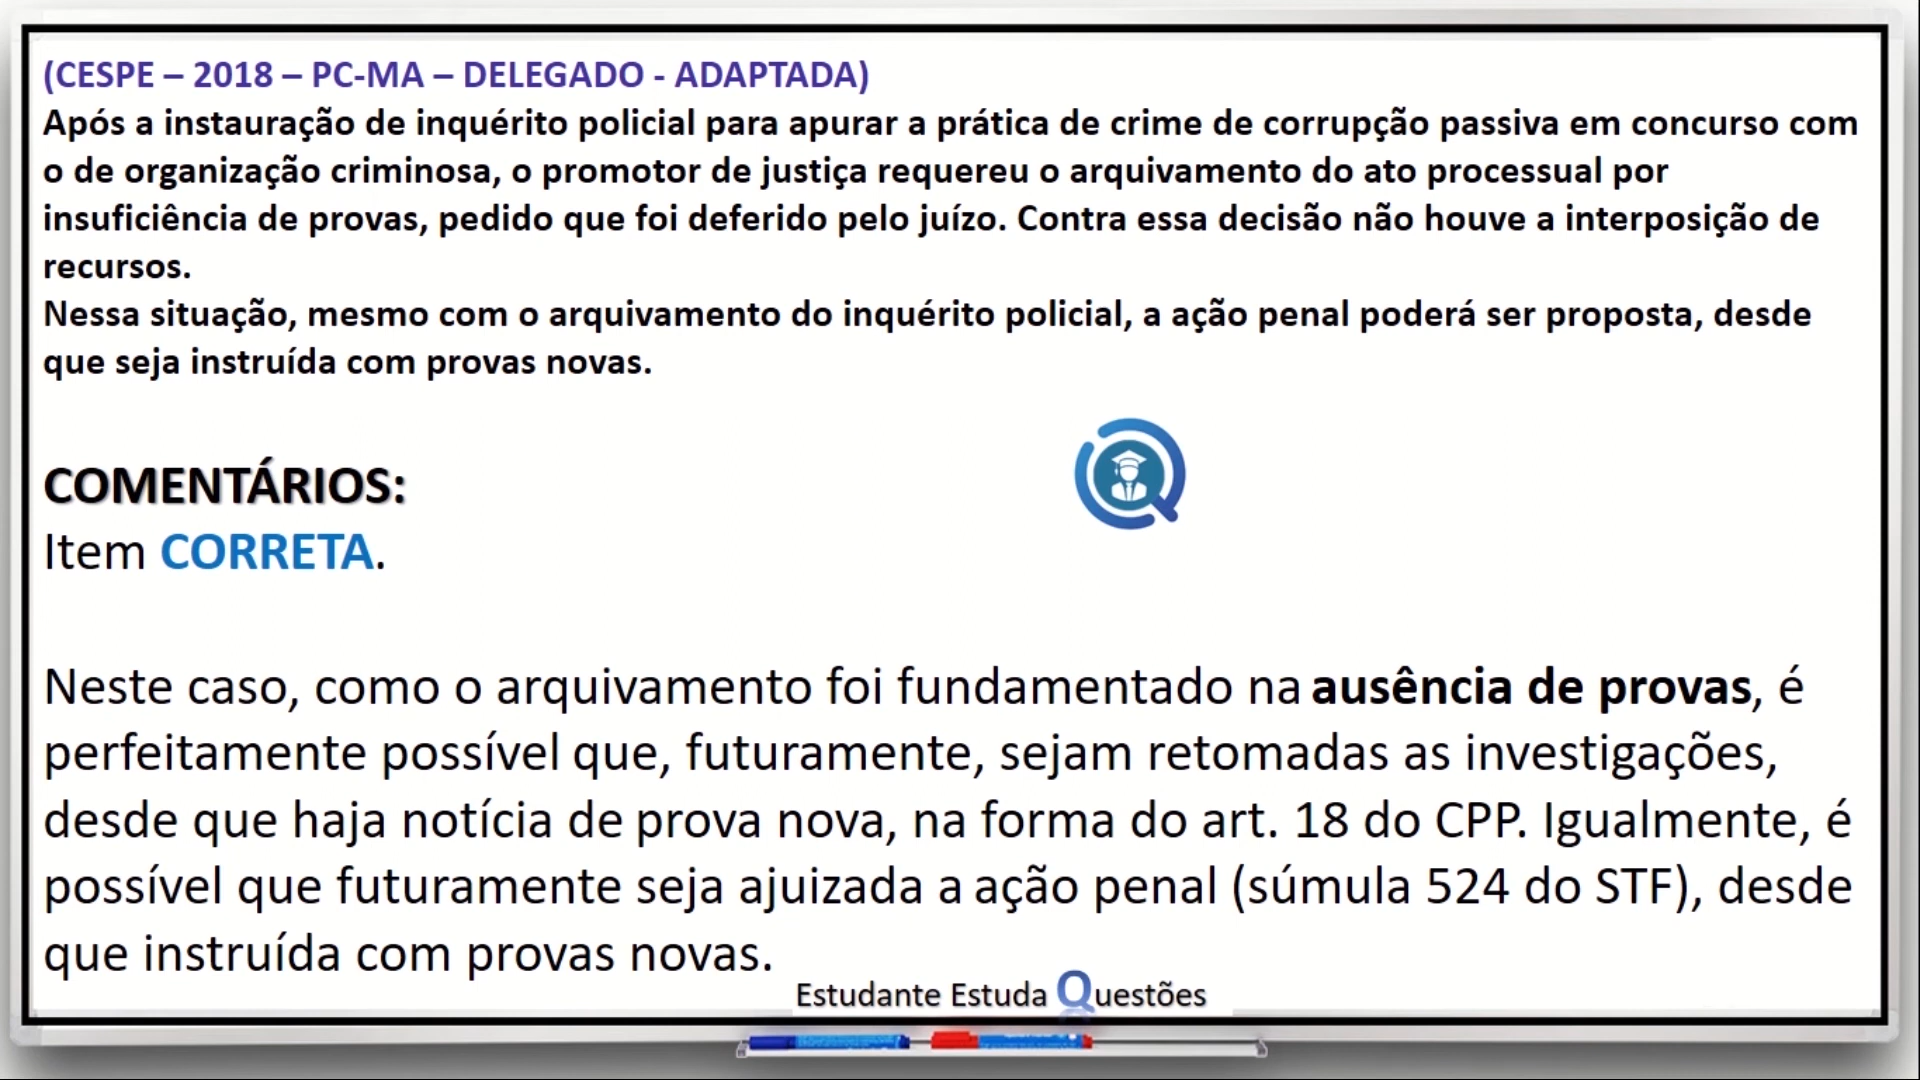 (CESPE – 2018 – PC-MA – DELEGADO - ADAPTADA)
Após a instauração de inquérito policial para apurar a prática de crime de corrupção passiva em concurso com
o de organização criminosa, o promotor de justiça requereu o arquivamento do ato processual por
insuficiência de provas, pedido que foi deferido pelo juízo. Contra essa decisão não houve a interposição de
recursos.
Nessa situação, mesmo com o arquivamento do inquérito policial, a ação penal poderá ser proposta, desde
que seja instruída com provas novas.
COMENTÁRIOS:
Item CORRETA.
Neste caso, como o arquivamento foi fundamentado na ausência de provas, é
perfeitamente possível que, futuramente, sejam retomadas as investigações,
desde que haja notícia de prova nova, na forma do art. 18 do CPP. Igualmente, é
possível que futuramente seja ajuizada a ação penal (súmula 524 do STF), desde
que instruída com provas novas.
Estudante Estuda Questões